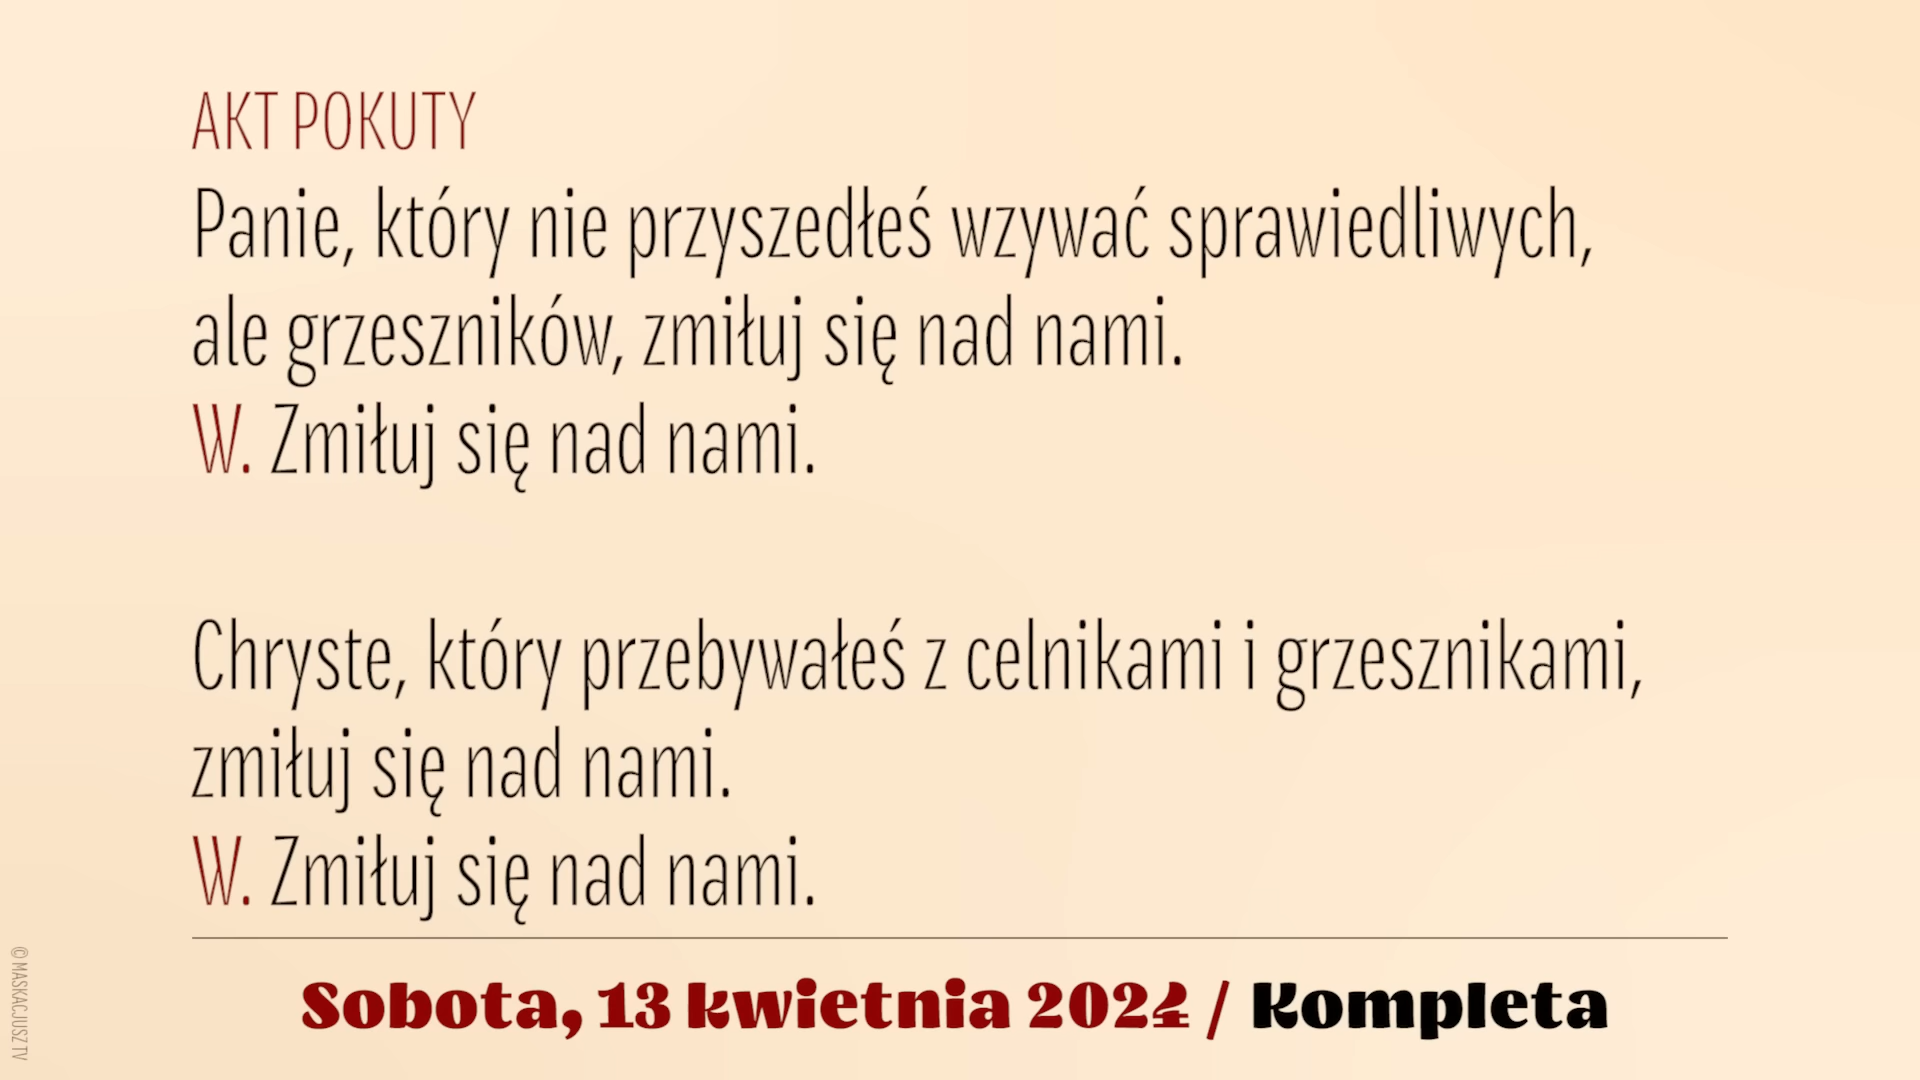 AKT POKUTY
Panie, który nie przyszedłeś wzywać sprawiedliwych,
ale grzeszników, zmiłuj się nad nami.
W. Zmiłuj się nad nami.
Chryste, który przebywałeś z celnikami i grzesznikami,
zmiłuj się nad nami.
W. Zmiłuj się nad nami.
Sobota, 13 kwietnia 2024 / Kompleta
© MASKACJUSZ TV